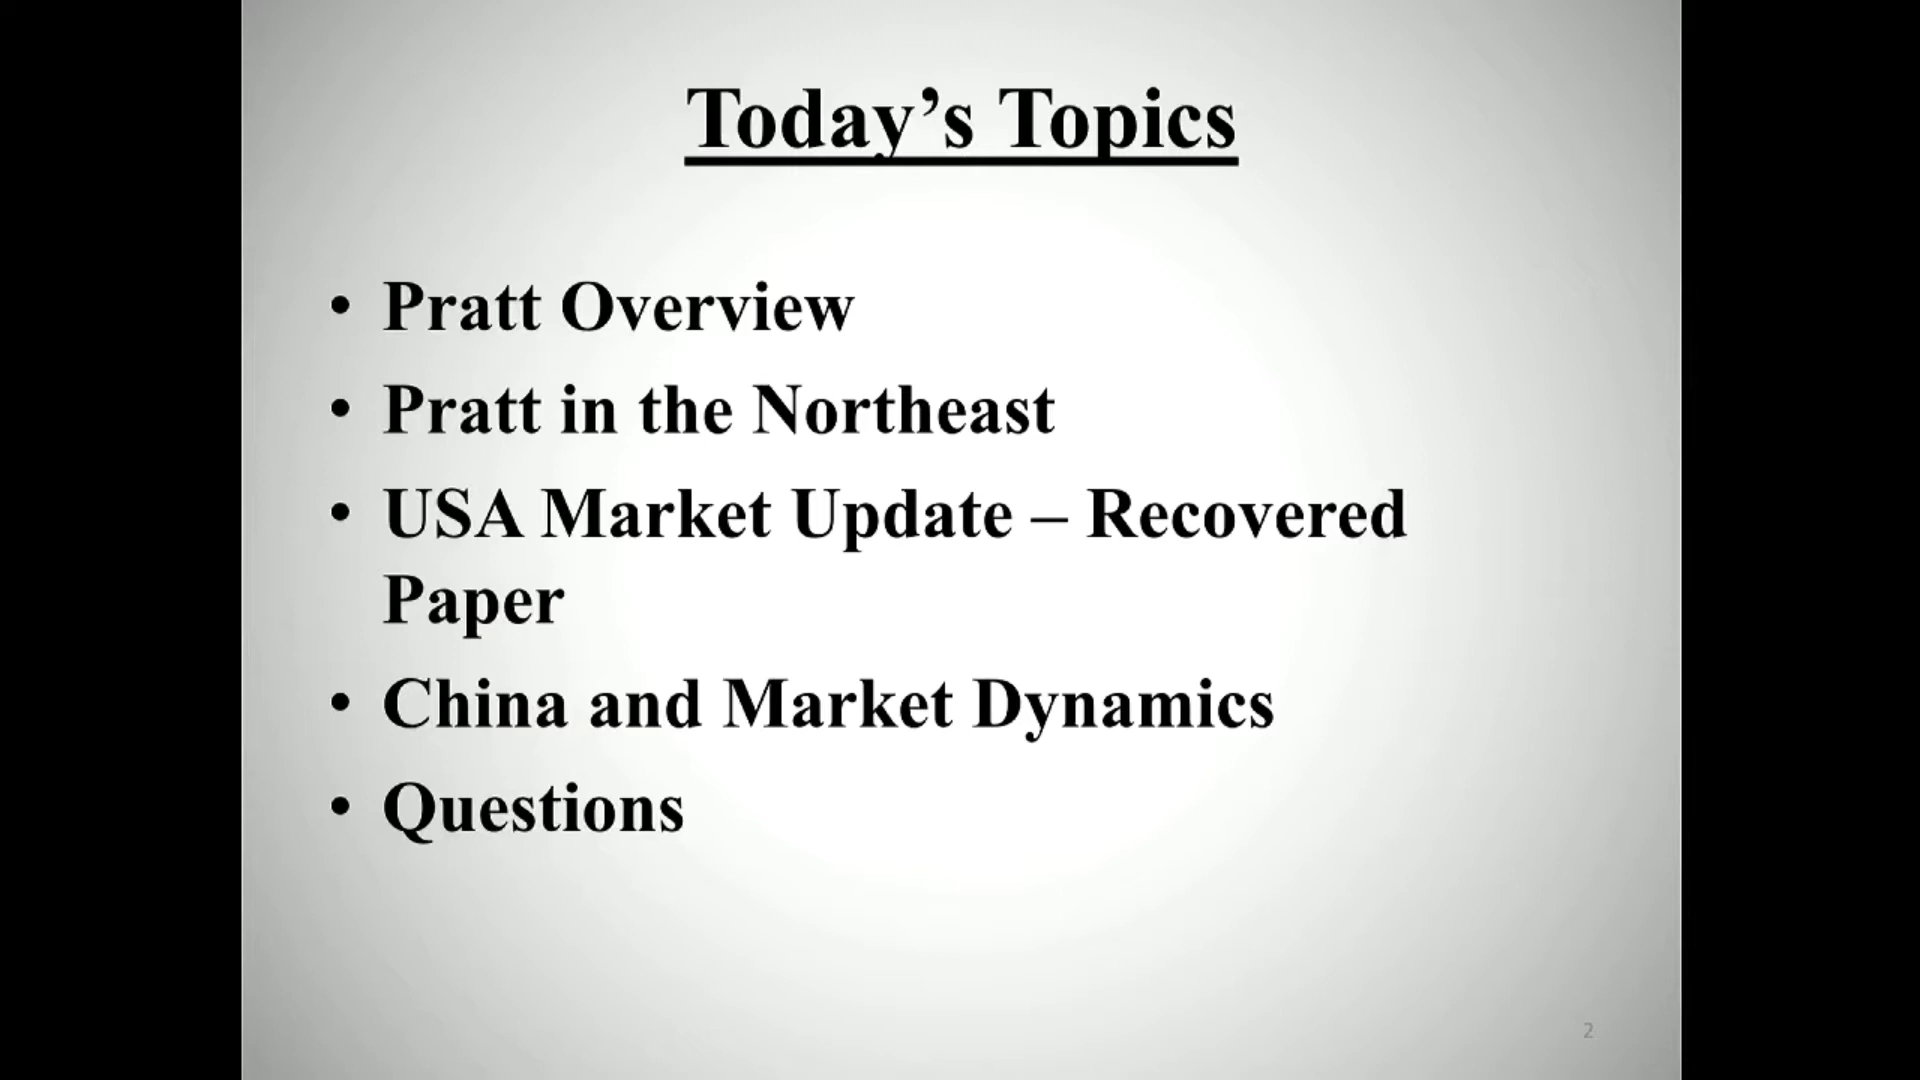 Today’s Topics
• Pratt Overview
• Pratt in the Northeast
• USA Market Update – Recovered
Paper
• China and Market Dynamics
• Questions
2